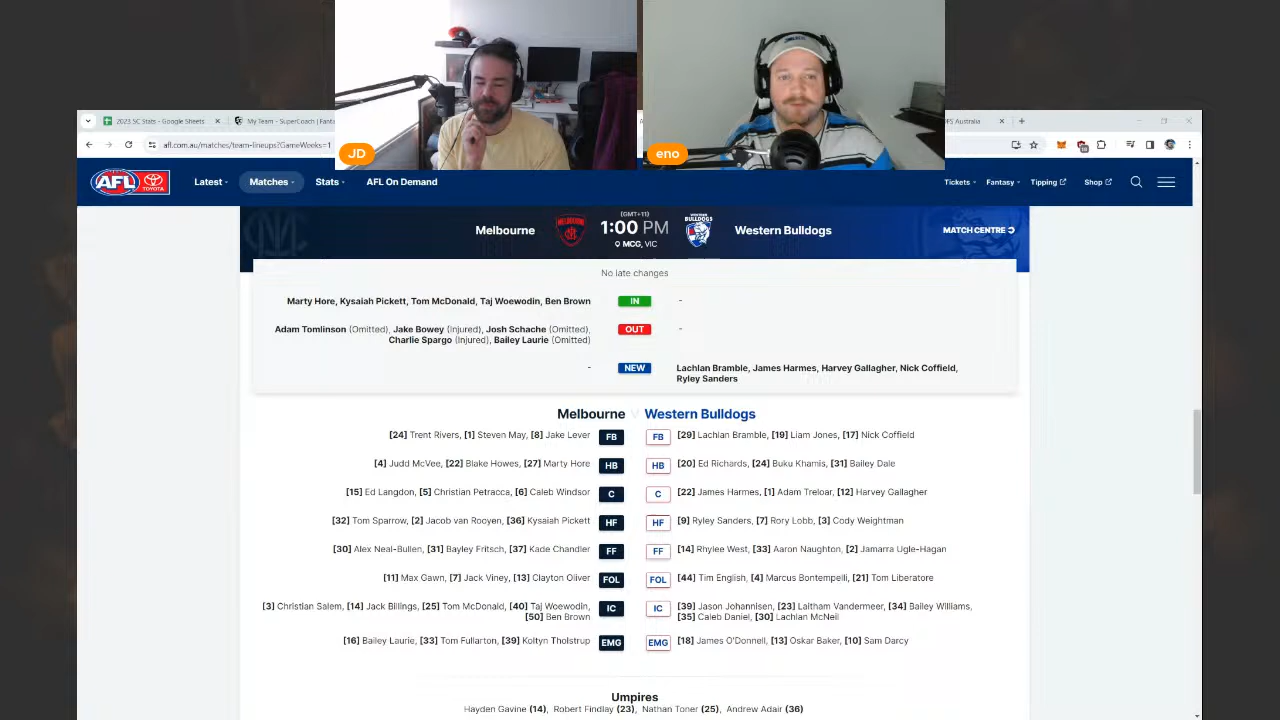 2023 SC Stats - Google Sheets
My Team - SuperCoach | Fanta
Australia
JD
eno
afl.com.au/matches/team-lineups?GameWeeks=1
AFL
TOYOTA
Latest
Matches
Stats
AFL On Demand
Tickets
Fantasy
Tipping
Shop
(GMT+11)
Melbourne
1:00 PM
Western Bulldogs
MATCH CENTRE
MCG, VIC
No late changes
Marty Hore, Kysaiah Pickett, Tom McDonald, Taj Woewodin, Ben Brown IN -
Adam Tomlinson (Omitted), Jake Bowey (Injured), Josh Schache (Omitted), OUT -
Charlie Spargo (Injured), Bailey Laurie (Omitted)
- NEW Lachlan Bramble, James Harmes, Harvey Gallagher, Nick Coffield,
Ryley Sanders
Melbourne V Western Bulldogs
[24] Trent Rivers, [1] Steven May, [8] Jake Lever FB FB [29] Lachlan Bramble, [19] Liam Jones, [17] Nick Coffield
[4] Judd McVee, [22] Blake Howes, [27] Marty Hore HB HB [20] Ed Richards, [24] Buku Khamis, [31] Bailey Dale
[15] Ed Langdon, [5] Christian Petracca, [6] Caleb Windsor C C [22] James Harmes, [1] Adam Treloar, [12] Harvey Gallagher
[32] Tom Sparrow, [2] Jacob van Rooyen, [36] Kysaiah Pickett HF HF [9] Ryley Sanders, [7] Rory Lobb, [3] Cody Weightman
[30] Alex Neal-Bullen, [31] Bayley Fritsch, [37] Kade Chandler FF FF [14] Rhylee West, [33] Aaron Naughton, [2] Jamarra Ugle-Hagan
[11] Max Gawn, [7] Jack Viney, [13] Clayton Oliver FOL FOL [44] Tim English, [4] Marcus Bontempelli, [21] Tom Liberatore
[3] Christian Salem, [14] Jack Billings, [25] Tom McDonald, [40] Taj Woewodin, IC IC [39] Jason Johannisen, [23] Laitham Vandermeer, [34] Bailey Williams,
[50] Ben Brown [35] Caleb Daniel, [30] Lachlan McNeil
[16] Bailey Laurie, [33] Tom Fullarton, [39] Koltyn Tholstrup EMG EMG [18] James O'Donnell, [13] Oskar Baker, [10] Sam Darcy
Umpires
Hayden Gavine (14), Robert Findlay (23), Nathan Toner (25), Andrew Adair (36)